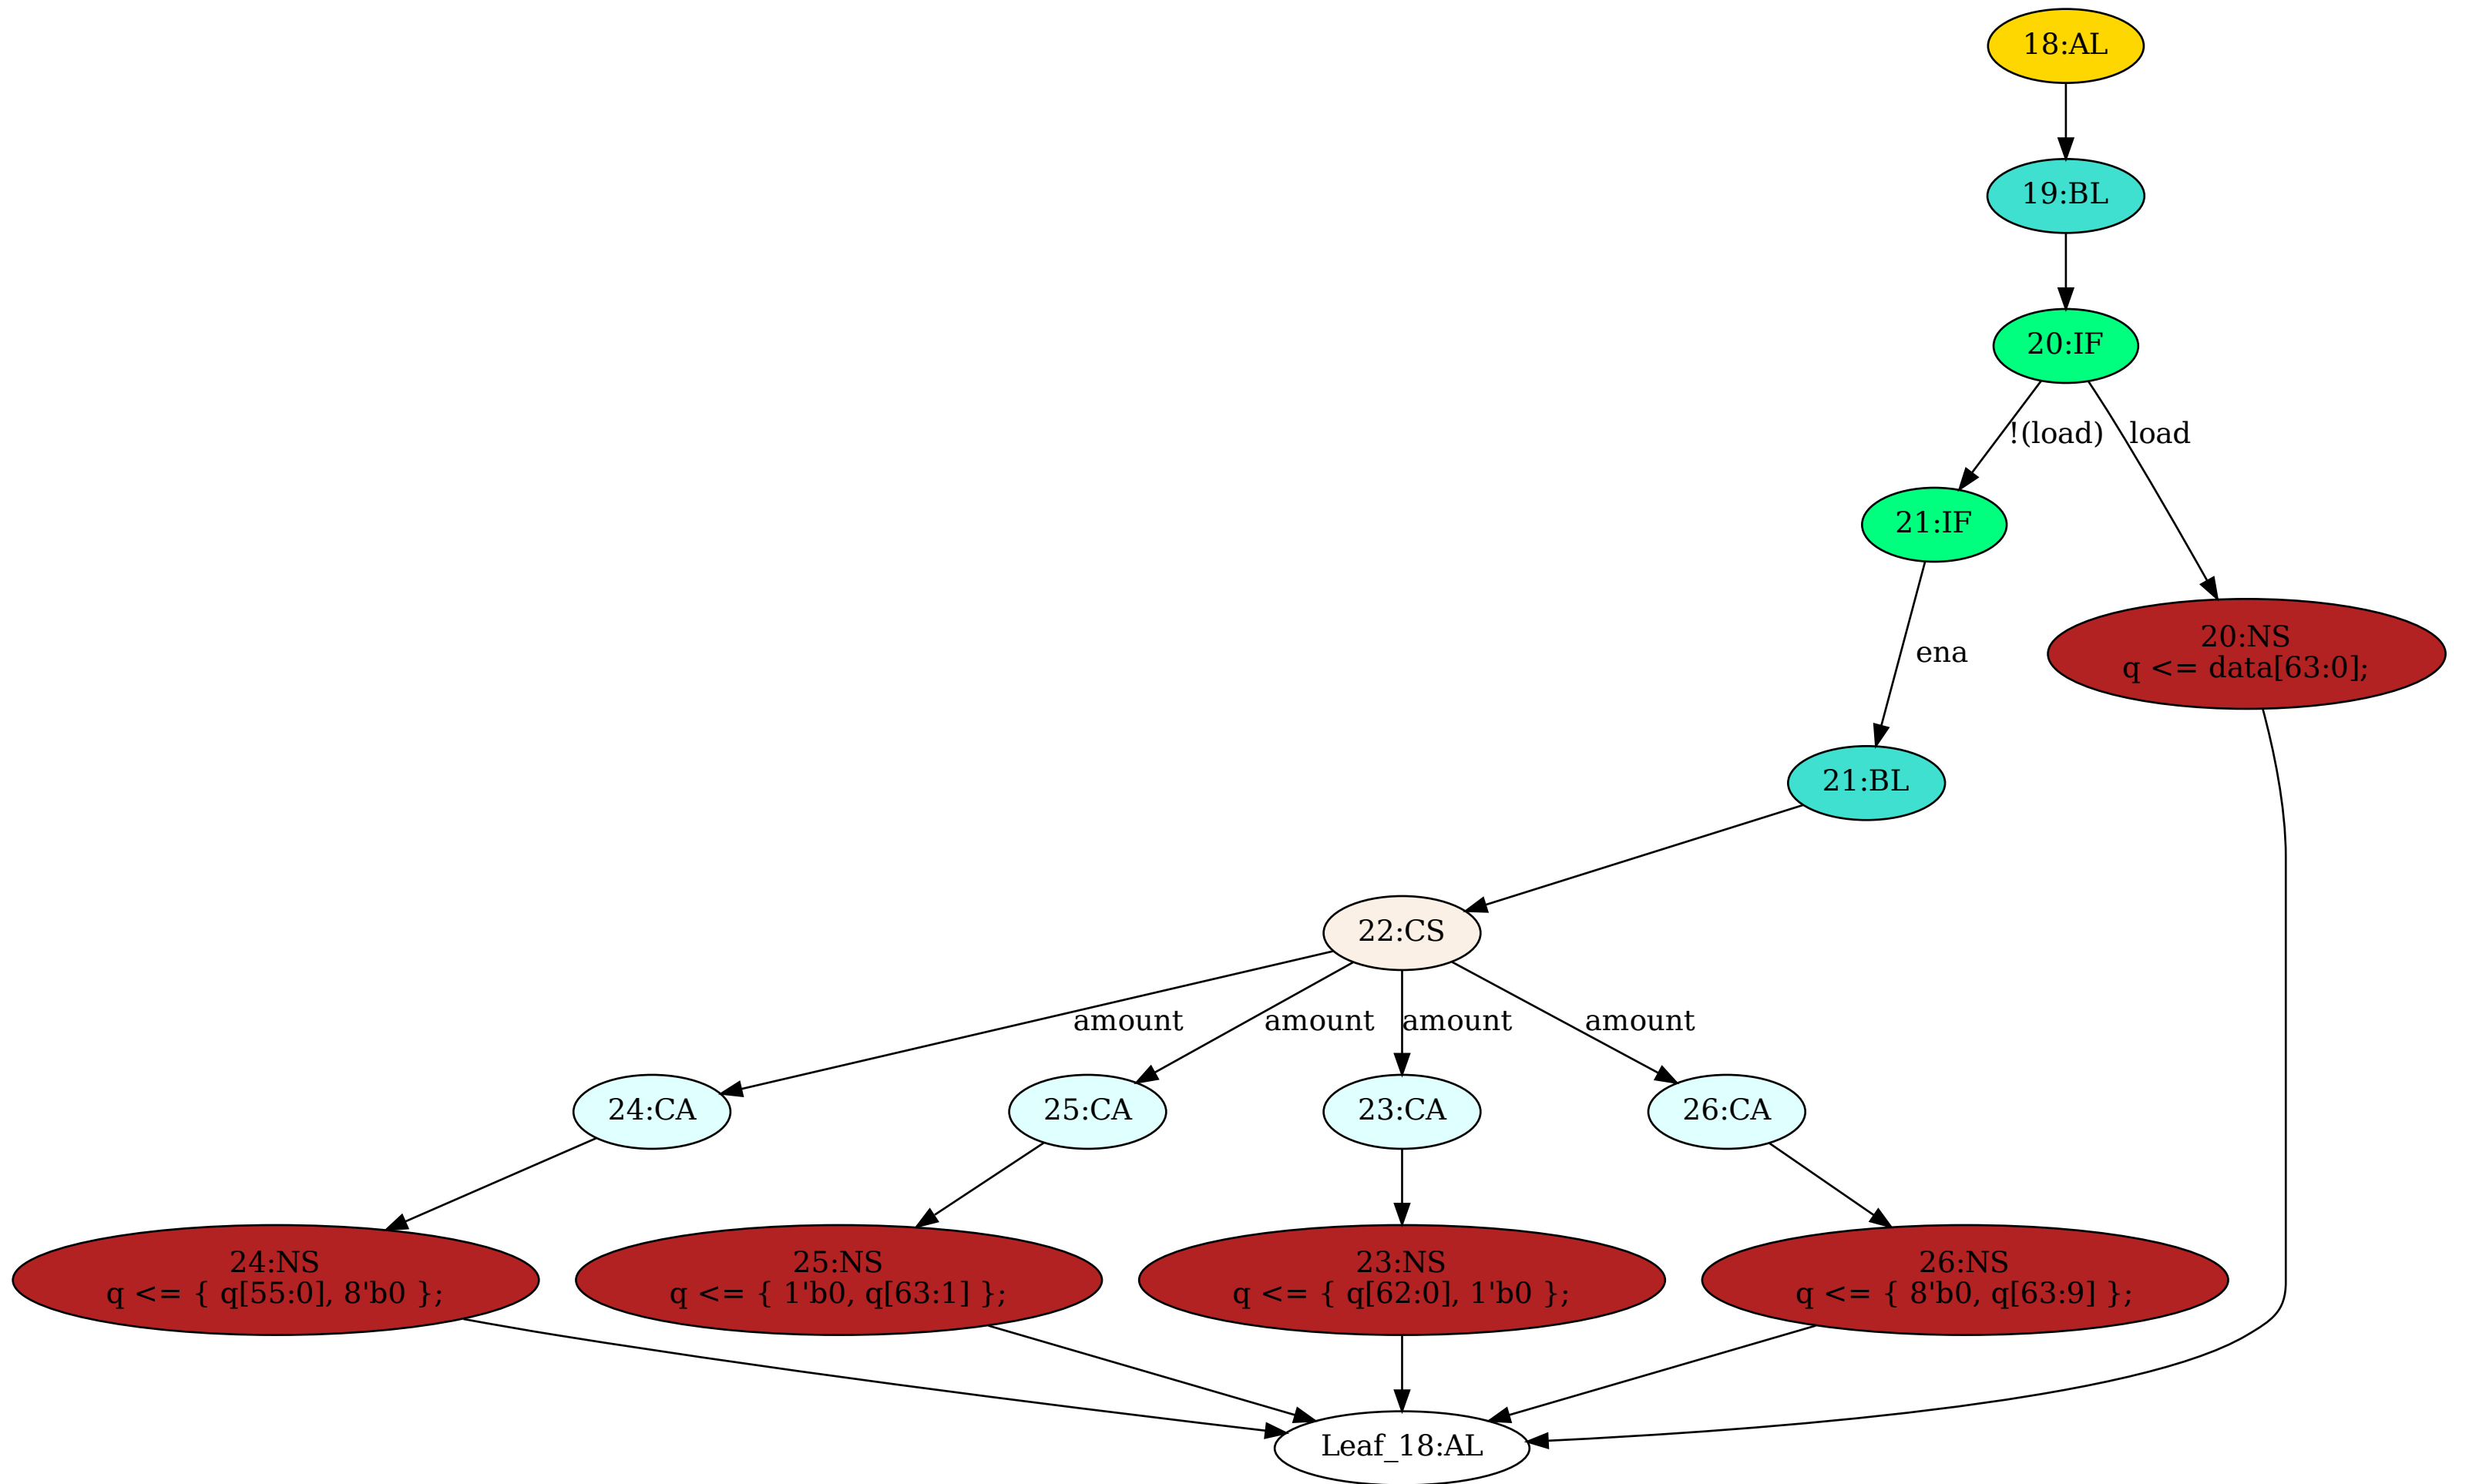 18:AL
19:BL
20:IF
!(load)
load
21:IF
ena
20:NS
q <= data[63:0];
21:BL
22:CS
amount
amount
amount
amount
24:CA
25:CA
23:CA
26:CA
24:NS
q <= { q[55:0], 8'b0 };
25:NS
q <= { 1'b0, q[63:1] };
23:NS
q <= { q[62:0], 1'b0 };
26:NS
q <= { 8'b0, q[63:9] };
Leaf_18:AL